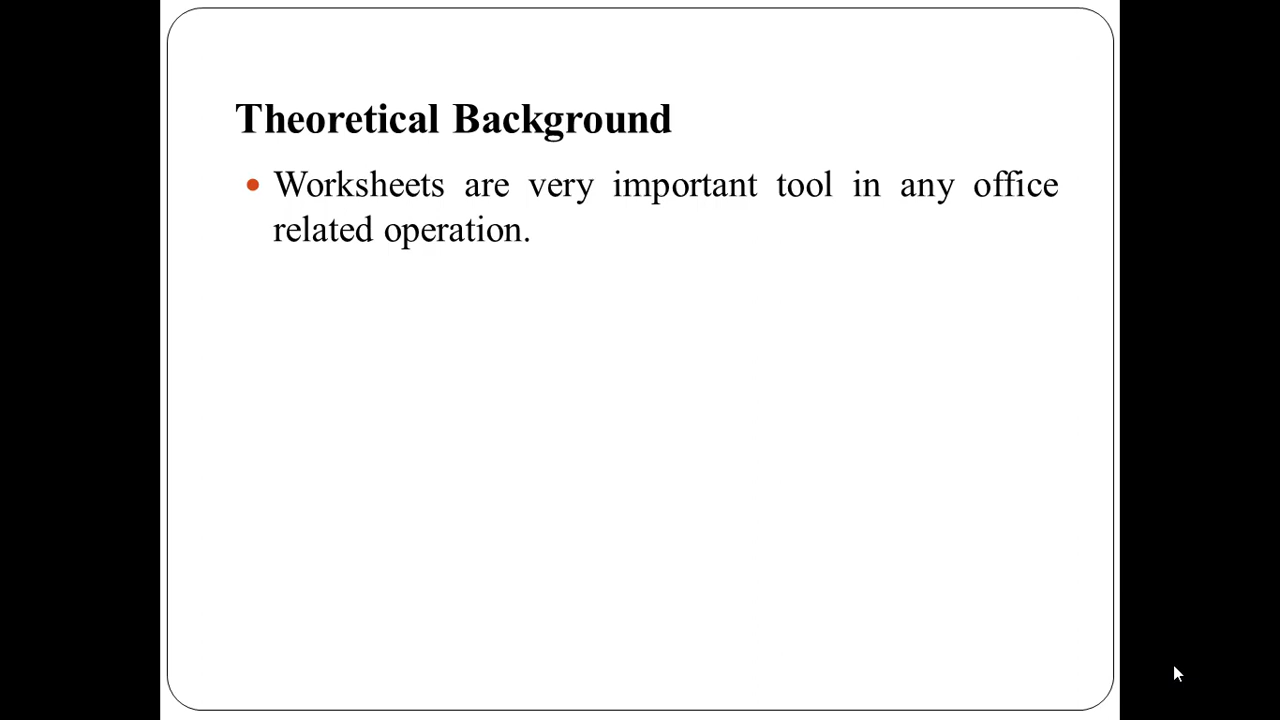 Theoretical Background
Worksheets are very important tool in any office
related operation.